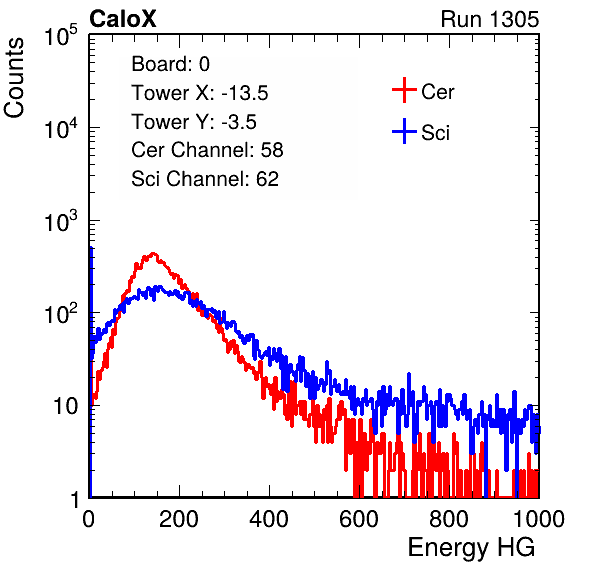 CaloX Run 1305
Counts
Board: 0
Tower X: -13.5
Tower Y: -3.5
Cer Channel: 58
Sci Channel: 62
Cer
Sci
10^5
10^4
10^3
10^2
10
1
0 200 400 600 800 1000
Energy HG